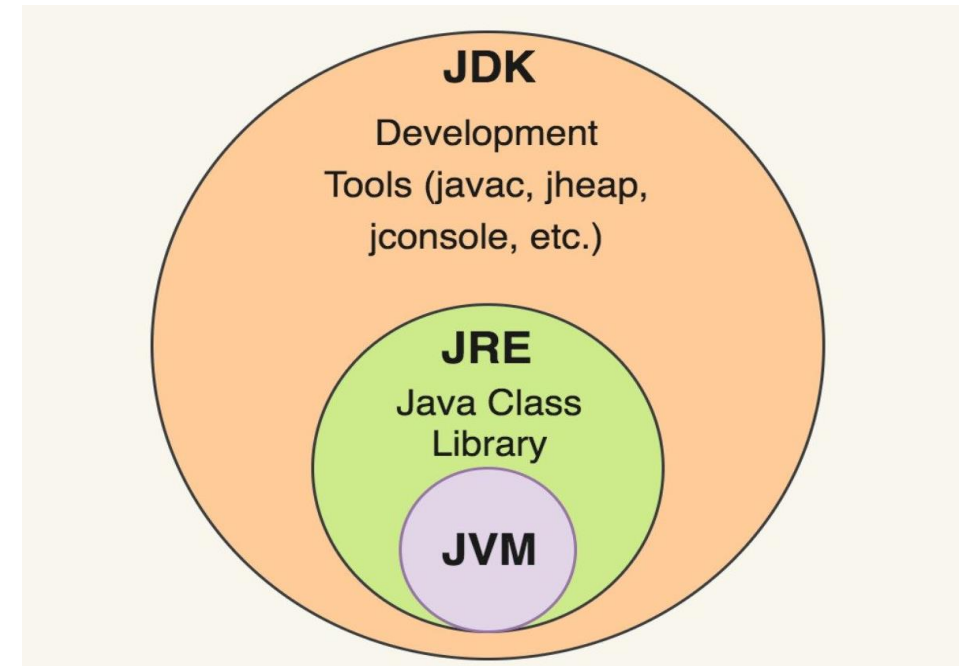 JDK
Development
Tools (javac, jheap,
jconsole, etc.)
JRE
Java Class
Library
JVM